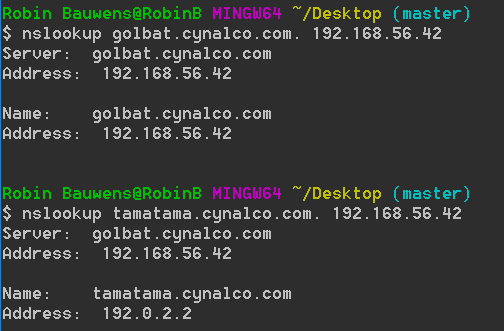 Robin Bauwens@RobinB MINGW64 ~/Desktop (master)
$ nslookup golbat.cynalco.com. 192.168.56.42
Server:  golbat.cynalco.com
Address:  192.168.56.42

Name:    golbat.cynalco.com
Address:  192.168.56.42


Robin Bauwens@RobinB MINGW64 ~/Desktop (master)
$ nslookup tamatama.cynalco.com. 192.168.56.42
Server:  golbat.cynalco.com
Address:  192.168.56.42

Name:    tamatama.cynalco.com
Address:  192.0.2.2